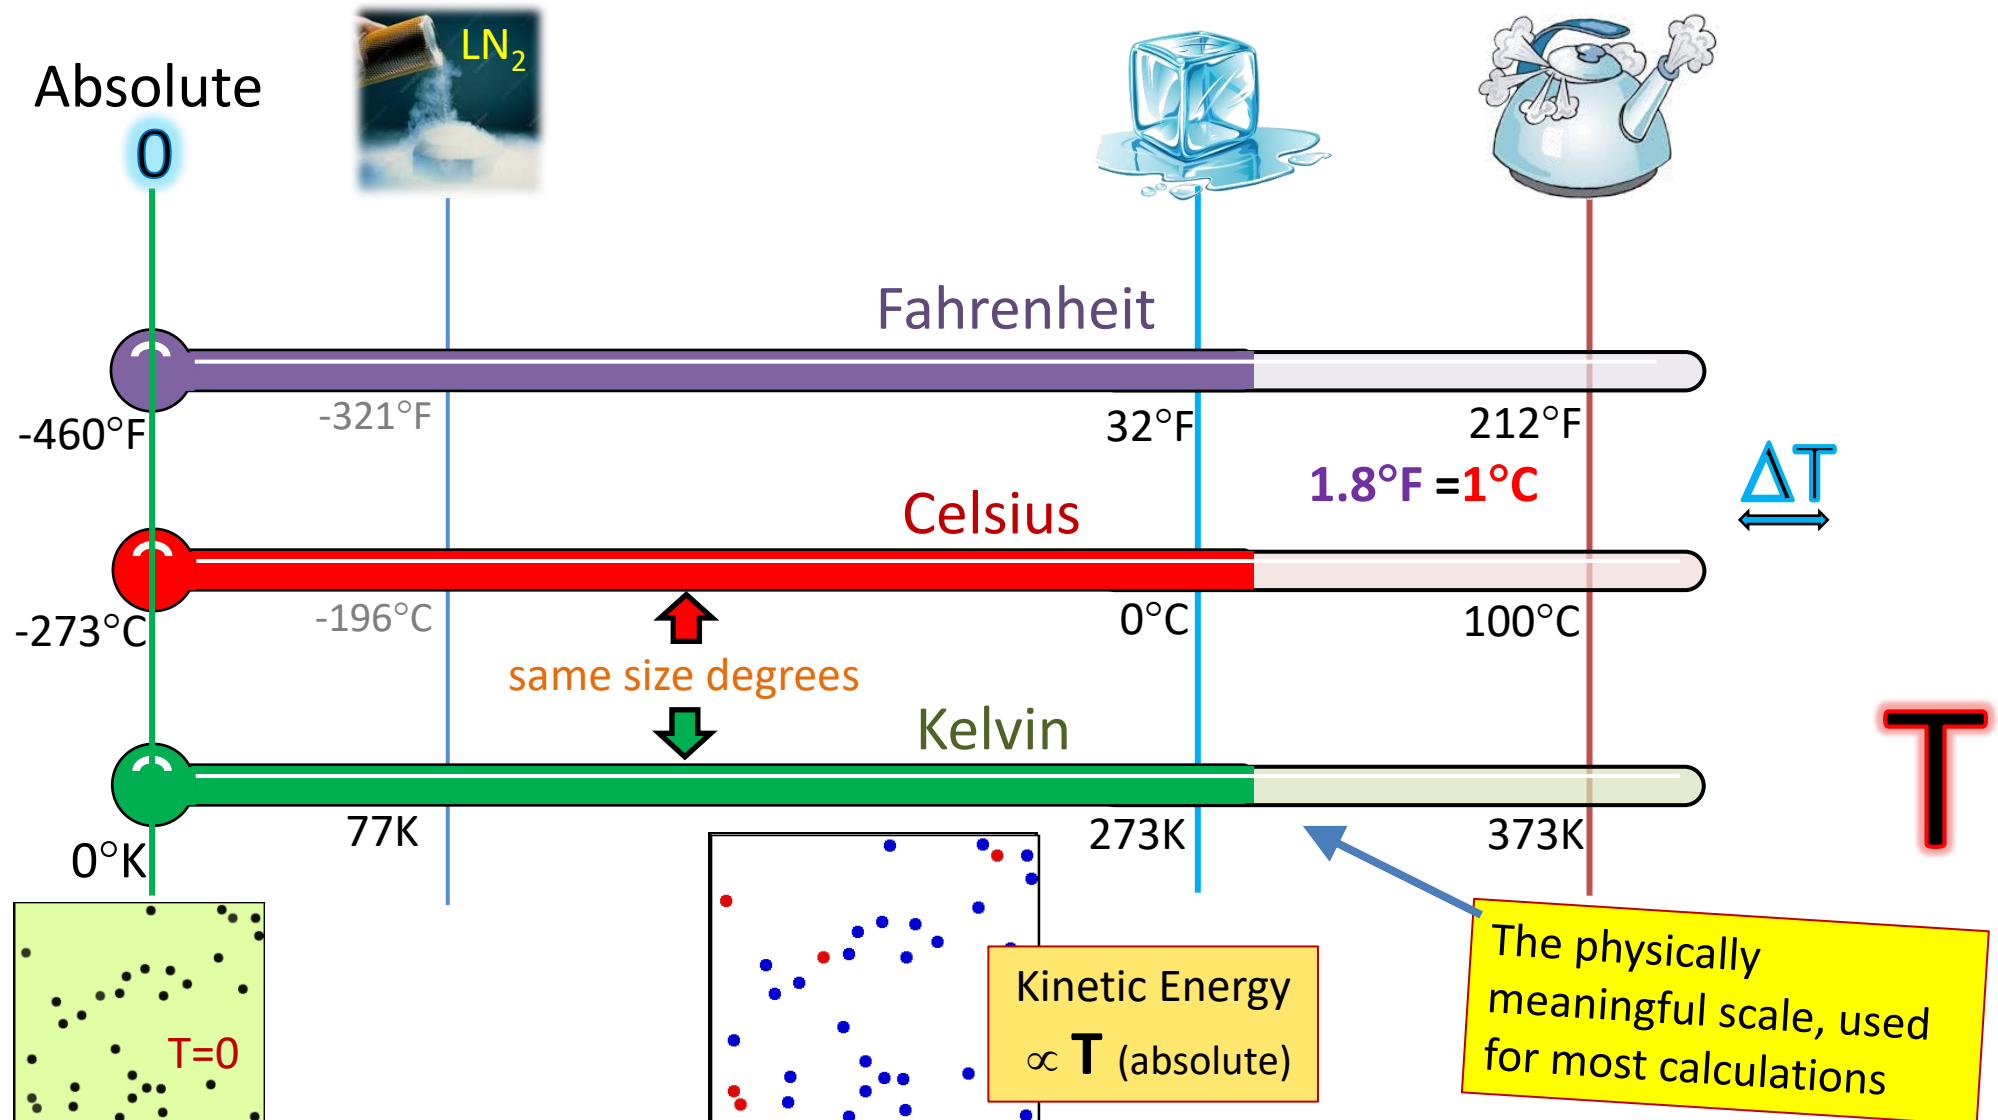 LN2
Absolute
0
Fahrenheit
-460°F
-321°F
32°F
212°F
1.8°F =1°C
ΔT
Celsius
-273°C
-196°C
0°C
100°C
same size degrees
Kelvin
T
0°K
77K
273K
373K
T=0
Kinetic Energy
∝ T (absolute)
The physically
meaningful scale, used
for most calculations